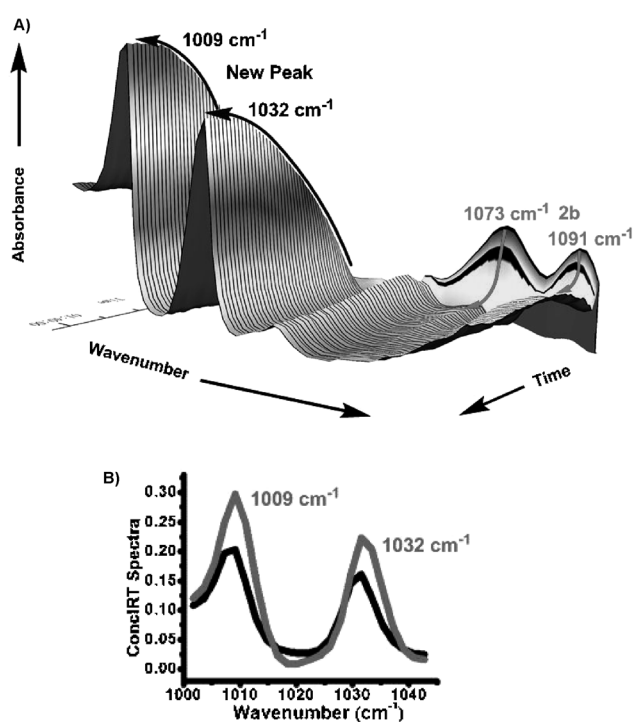 A)
1009 cm-1
New Peak
1032 cm-1
Absorbance
1073 cm-1 2b
1091 cm-1
Wavenumber
Time
B)
0.30
1009 cm-1
0.25
1032 cm-1
0.20
0.15
0.10
0.05
0.00
ConcIRT Spectra
1000 1010 1020 1030 1040
Wavenumber (cm-1)